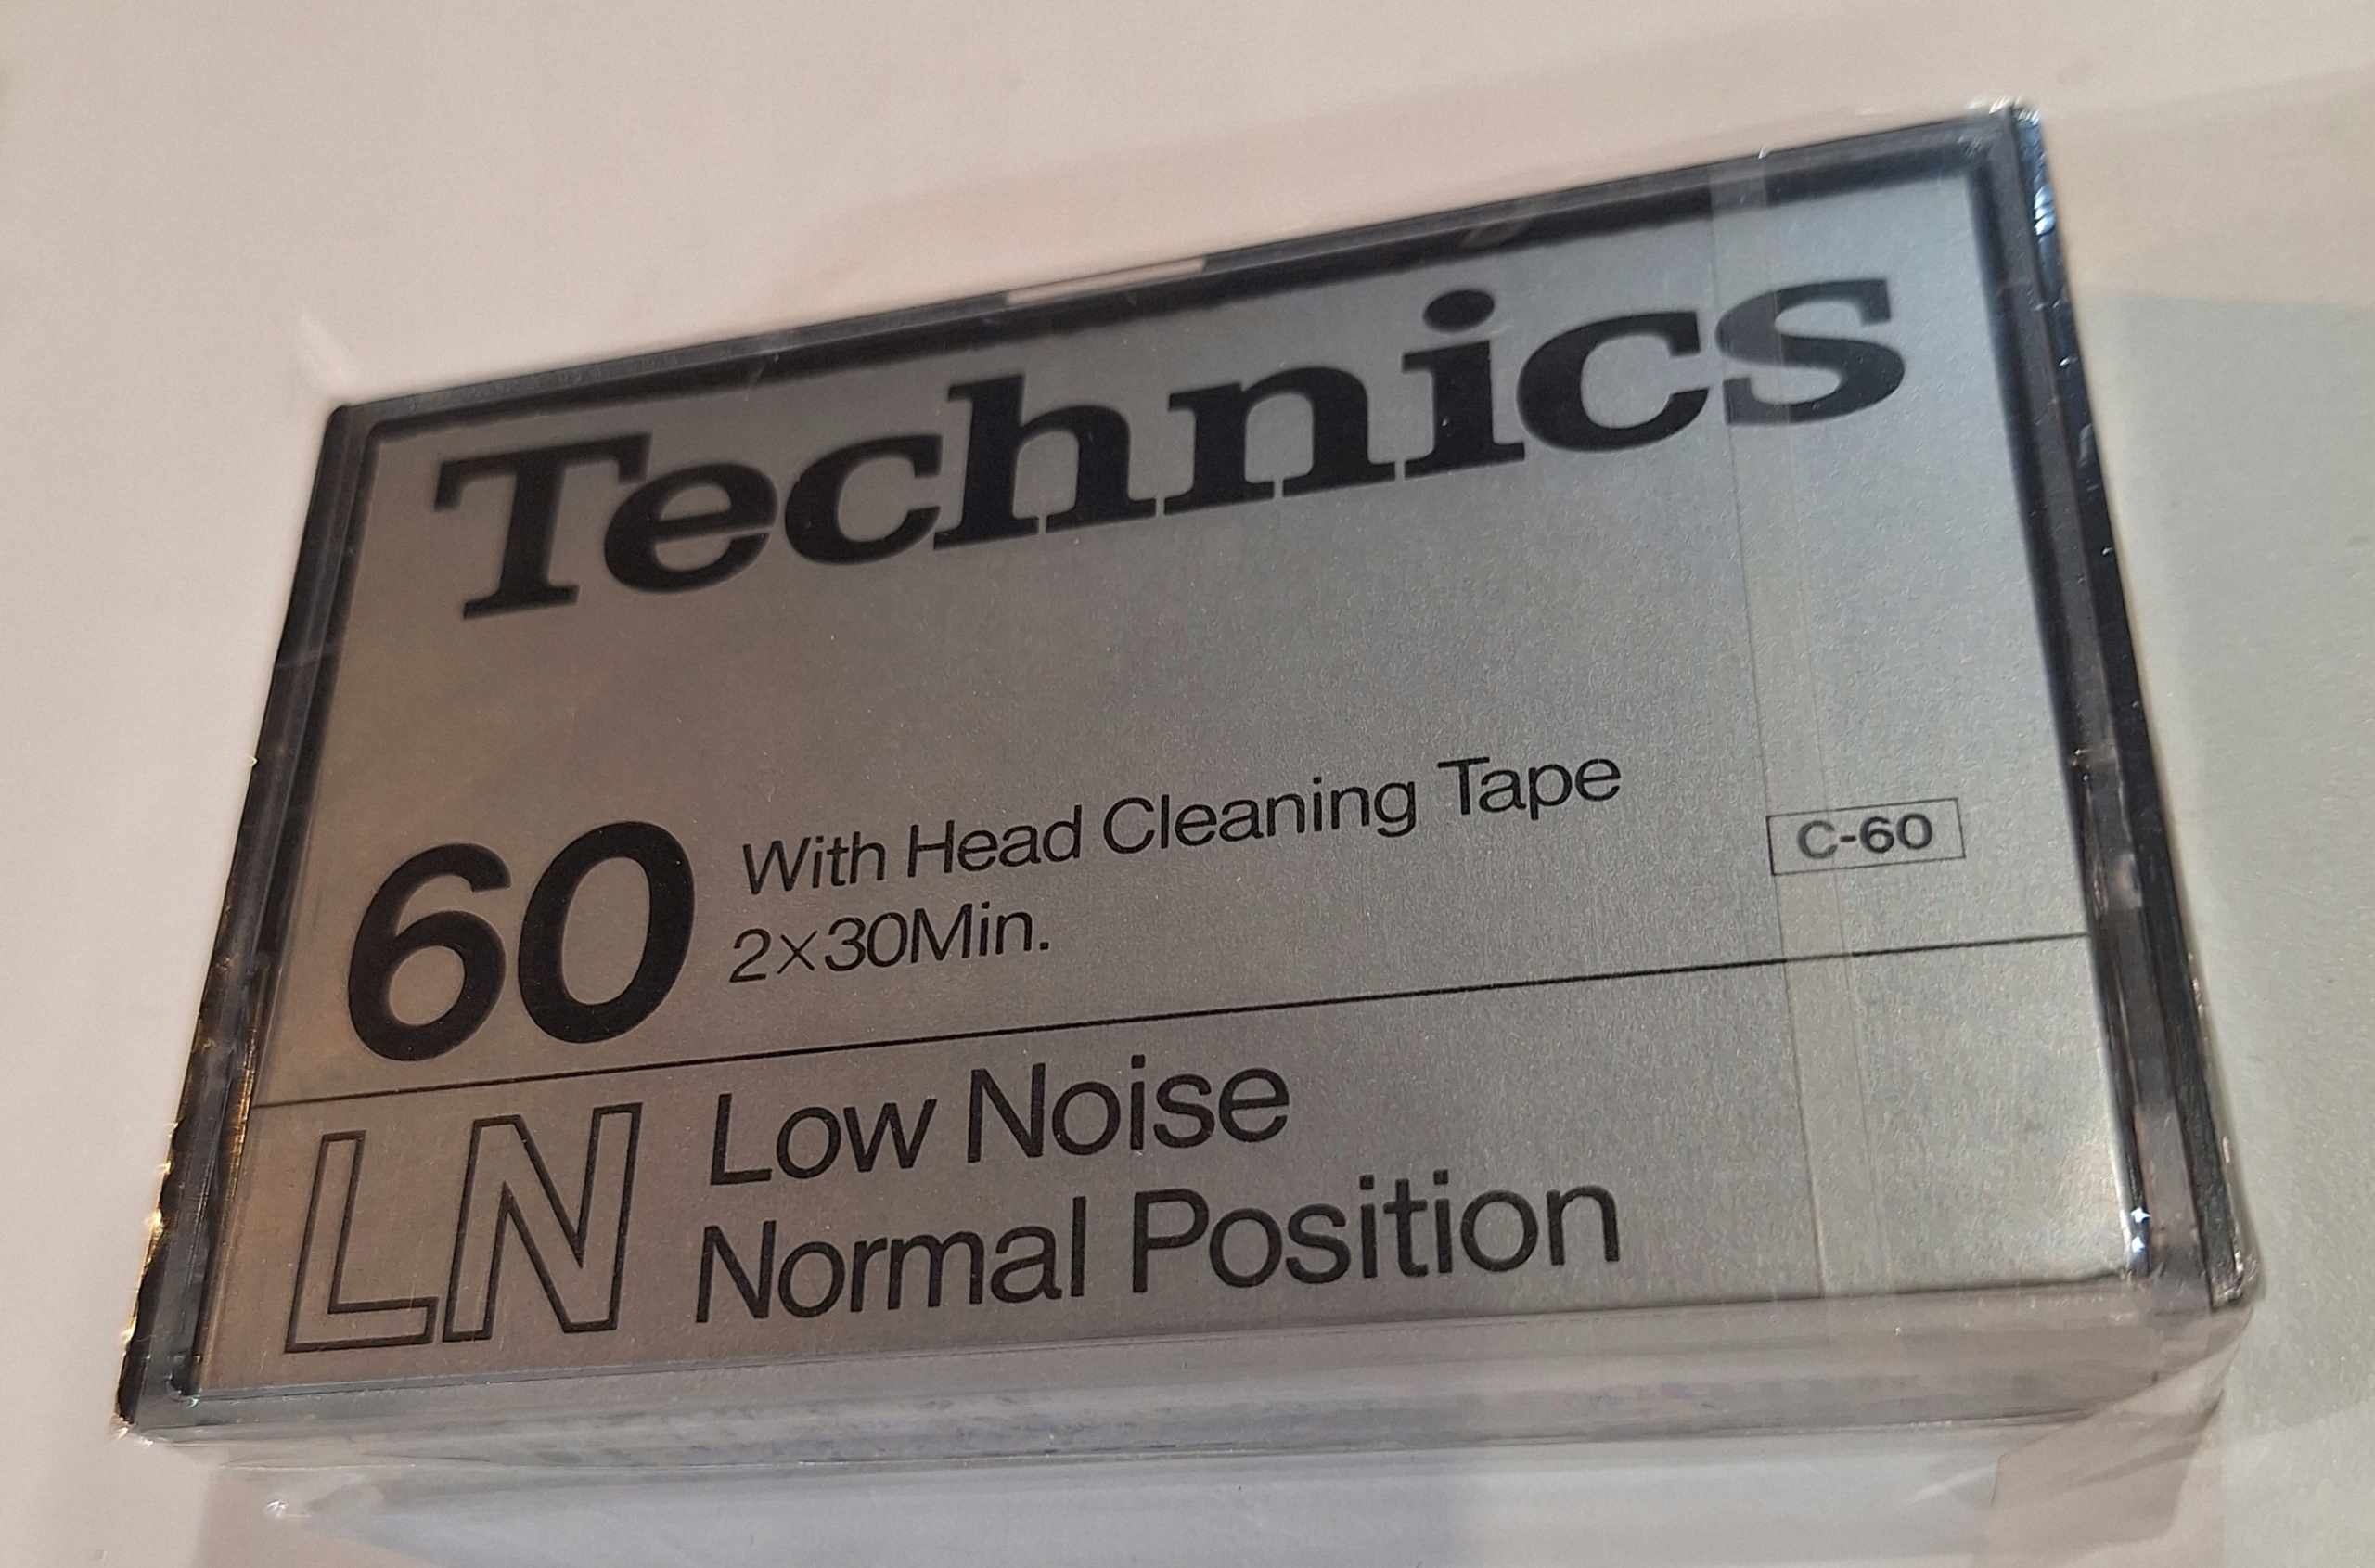 Technics
60 With Head Cleaning Tape
2×30Min.
C-60
LN Low Noise
Normal Position